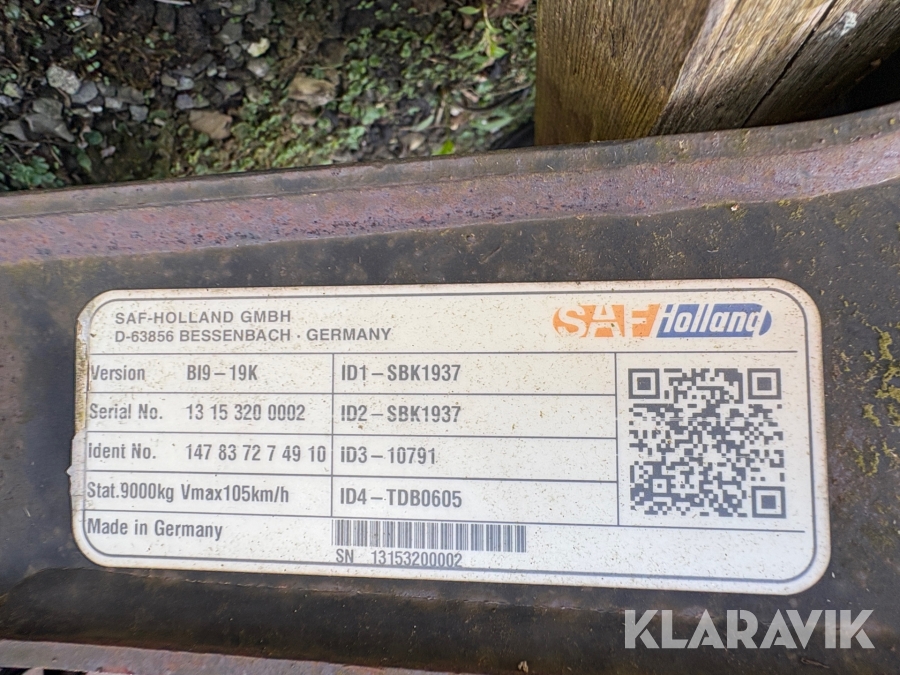 SAF-HOLLAND GMBH
D-63856 BESSENBACH · GERMANY
SAF Holland
Version BI9-19K ID1-SBK1937
Serial No. 13 15 320 0002 ID2-SBK1937
Ident No. 147 83 72 7 49 10 ID3-10791
Stat.9000kg Vmax105km/h ID4-TDB0605
Made in Germany
SN 13153200002
KLARAVIK